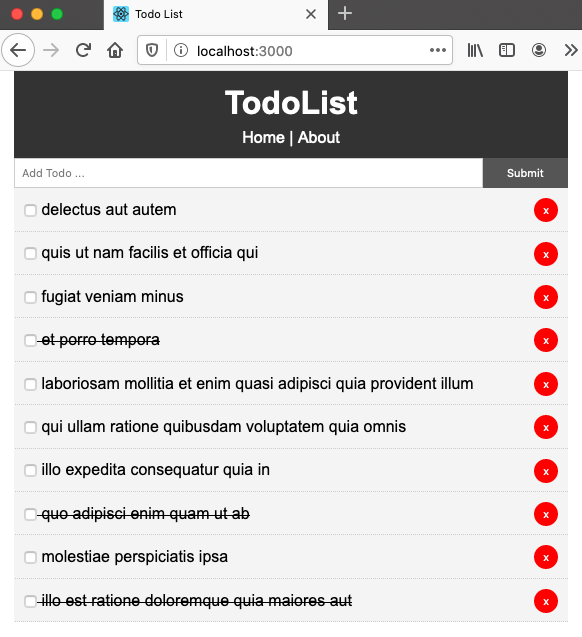 Todo List
localhost:3000
TodoList
Home | About
Add Todo ...
Submit
delectus aut autem
x
quis ut nam facilis et officia qui
x
fugiat veniam minus
x
et porro tempora
x
laboriosam mollitia et enim quasi adipisci quia provident illum
x
qui ullam ratione quibusdam voluptatem quia omnis
x
illo expedita consequatur quia in
x
quo adipisci enim quam ut ab
x
molestiae perspiciatis ipsa
x
illo est ratione doloremque quia maiores aut
x